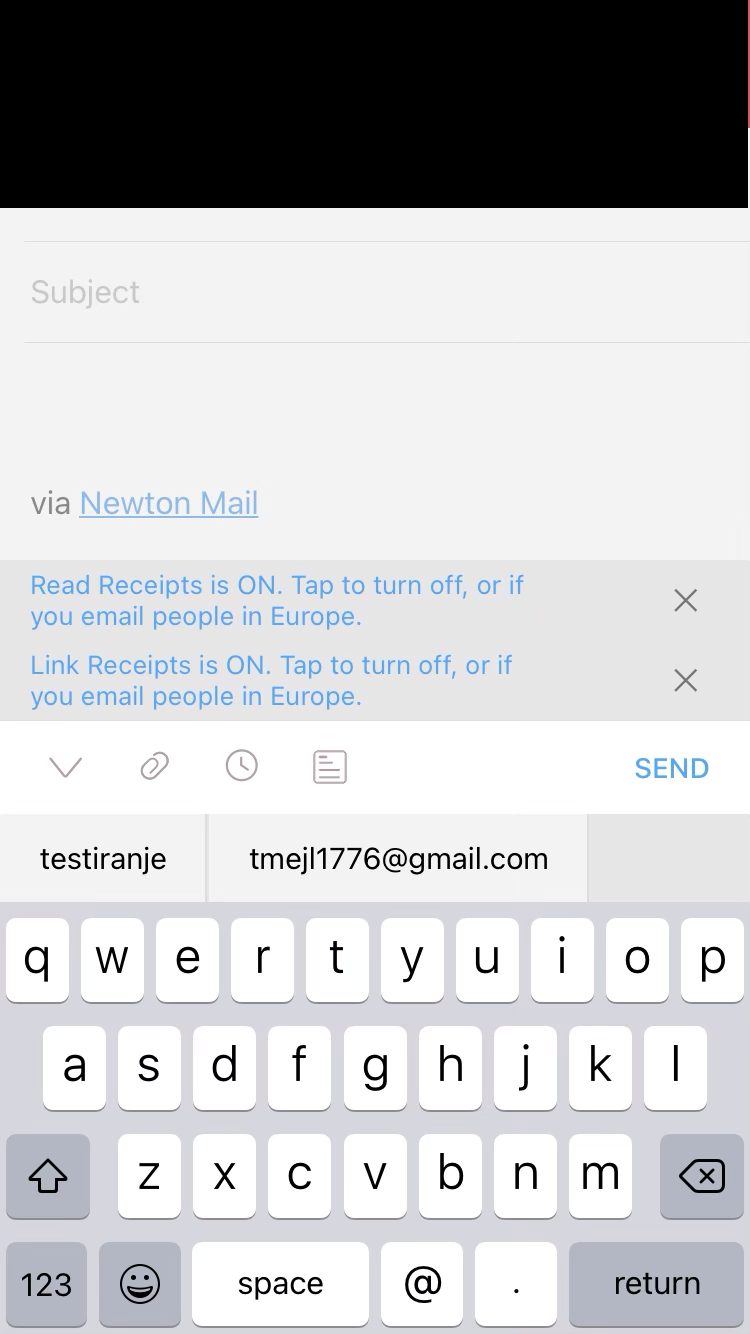 Subject
via Newton Mail
Read Receipts is ON. Tap to turn off, or if
you email people in Europe.
Link Receipts is ON. Tap to turn off, or if
you email people in Europe.
SEND
testiranje tmejl1776@gmail.com
q w e r t y u i o p
a s d f g h j k l
z x c v b n m
123 space @ . return